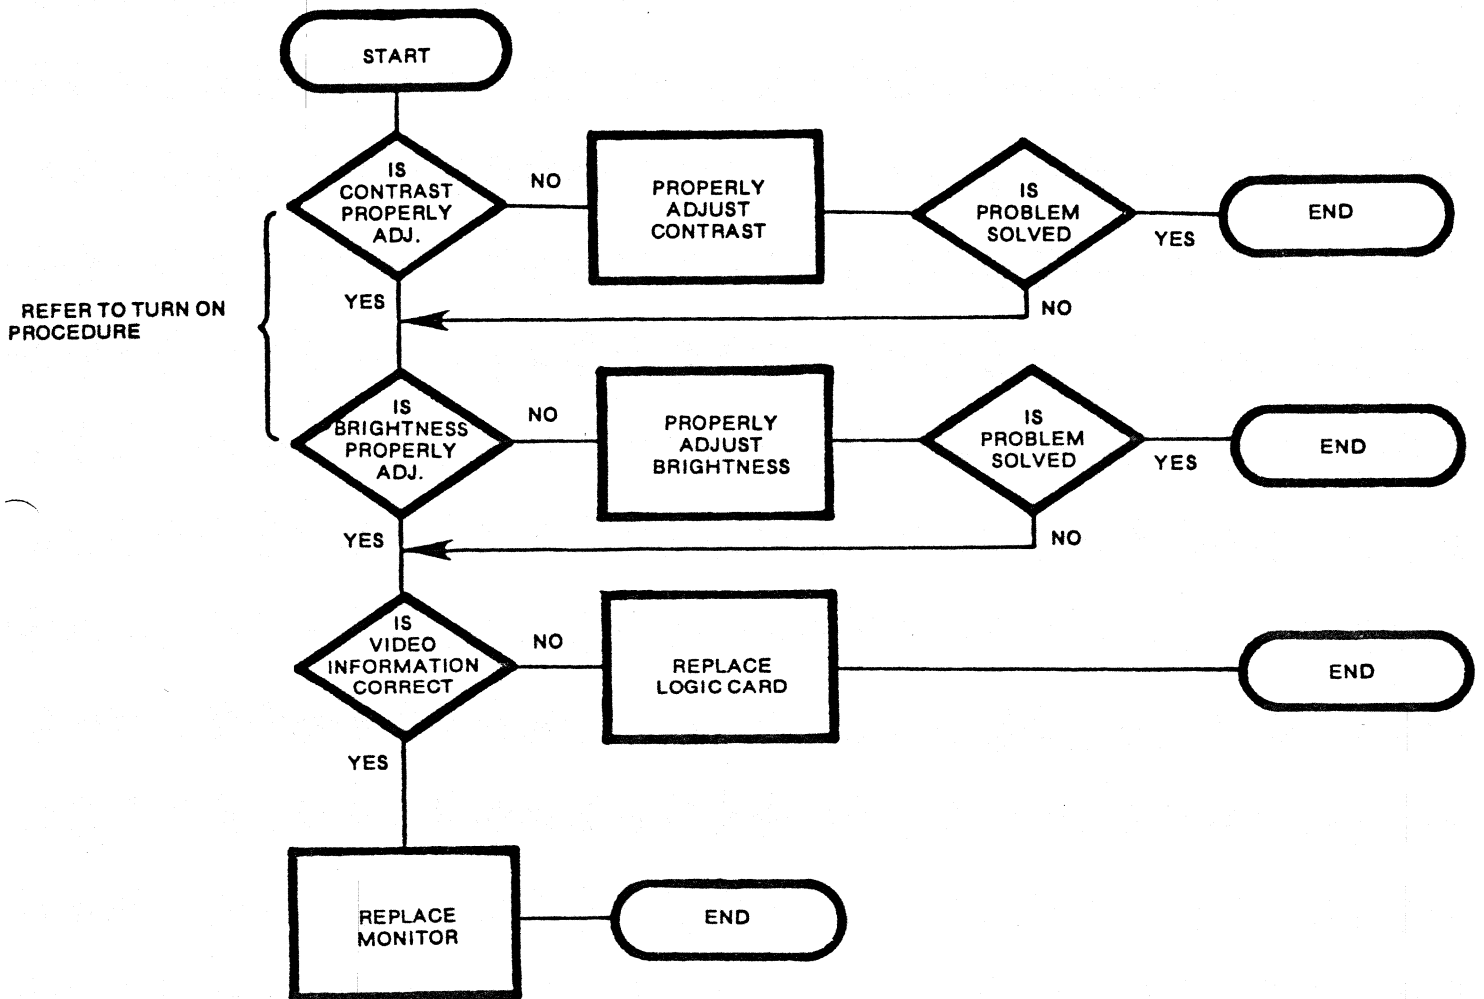 START
IS
CONTRAST
PROPERLY
ADJ.
NO
PROPERLY
ADJUST
CONTRAST
IS
PROBLEM
SOLVED
YES
END
YES
NO
REFER TO TURN ON
PROCEDURE
IS
BRIGHTNESS
PROPERLY
ADJ.
NO
PROPERLY
ADJUST
BRIGHTNESS
IS
PROBLEM
SOLVED
YES
END
YES
NO
IS
VIDEO
INFORMATION
CORRECT
NO
REPLACE
LOGIC CARD
END
YES
REPLACE
MONITOR
END